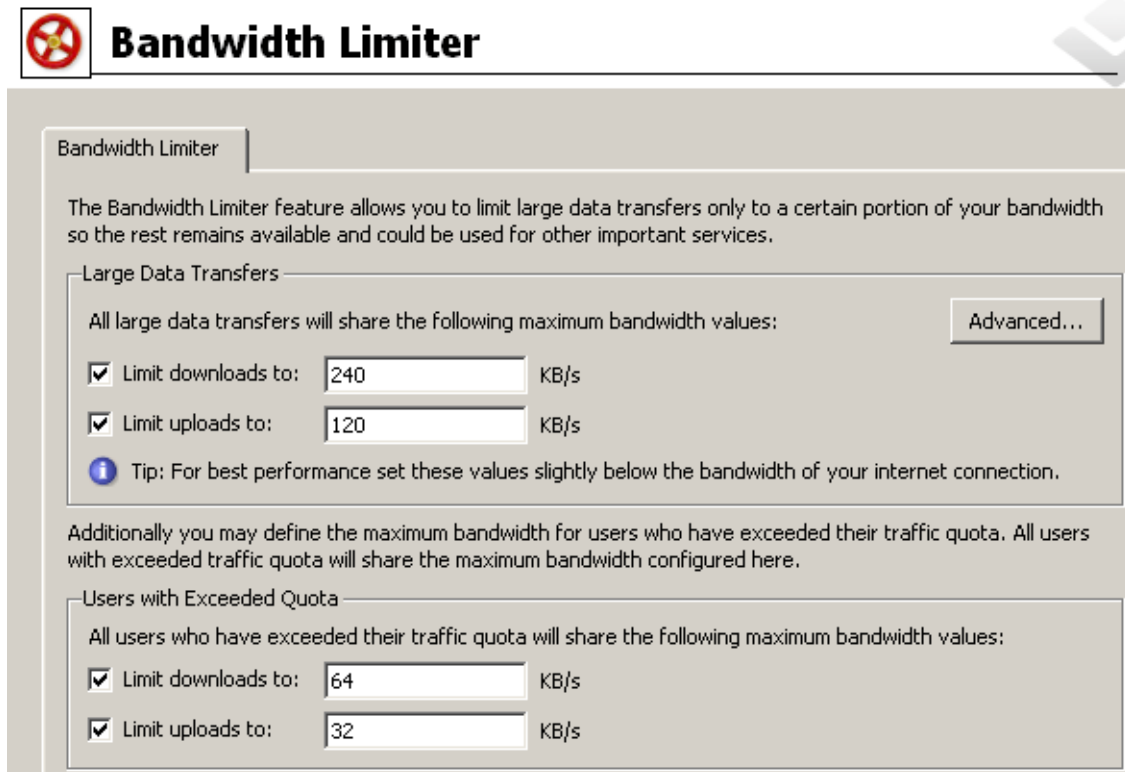 Bandwidth Limiter
Bandwidth Limiter
The Bandwidth Limiter feature allows you to limit large data transfers only to a certain portion of your bandwidth
so the rest remains available and could be used for other important services.
Large Data Transfers
All large data transfers will share the following maximum bandwidth values:
Advanced...
Limit downloads to: 240 KB/s
Limit uploads to: 120 KB/s
Tip: For best performance set these values slightly below the bandwidth of your internet connection.
Additionally you may define the maximum bandwidth for users who have exceeded their traffic quota. All users
with exceeded traffic quota will share the maximum bandwidth configured here.
Users with Exceeded Quota
All users who have exceeded their traffic quota will share the following maximum bandwidth values:
Limit downloads to: 64 KB/s
Limit uploads to: 32 KB/s